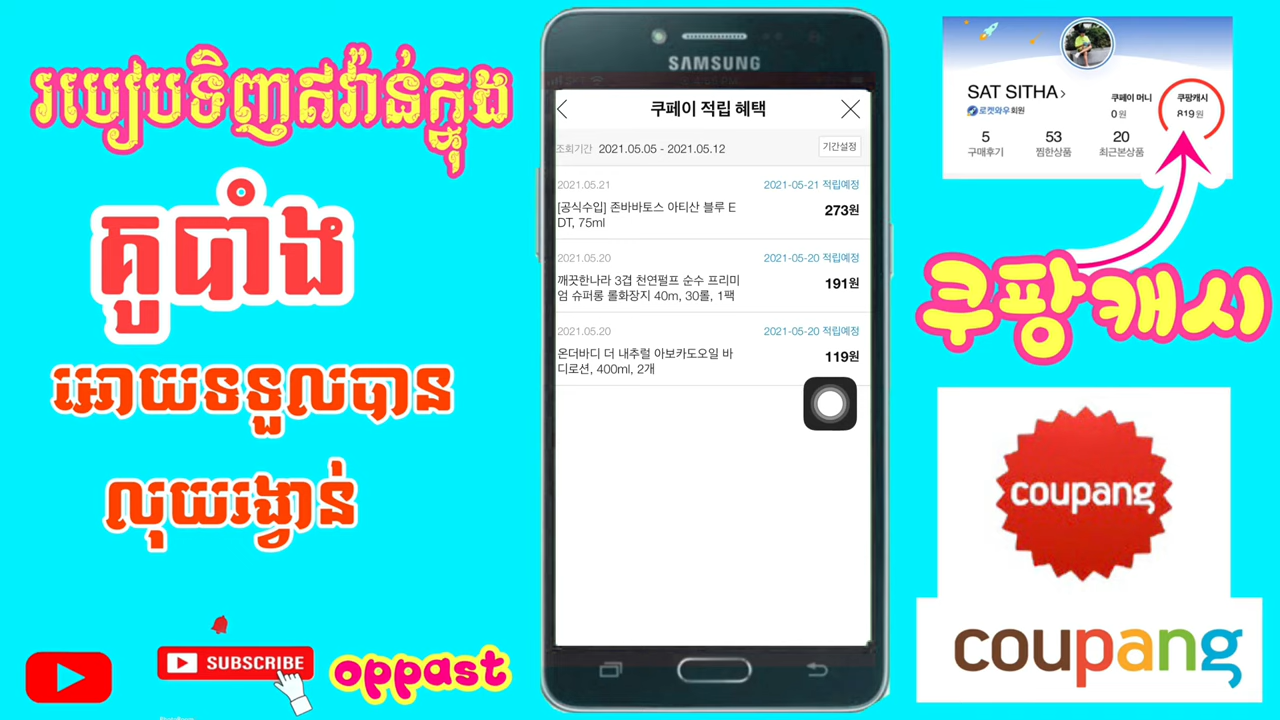 របៀបទិញឥវ៉ាន់ក្នុង
គូបាំង
អោយទទួលបាន
លុយរង្វាន់
SUBSCRIBE
oppast
SAMSUNG
쿠페이 적립 혜택
조회기간 2021.05.05 - 2021.05.12
기간설정
2021.05.21 2021-05-21 적립예정
[공식수입] 존바바토스 아티산 블루 E
DT, 75ml
273원
2021.05.20 2021-05-20 적립예정
깨끗한나라 3겹 천연펄프 순수 프리미
엄 슈퍼롱 롤화장지 40m, 30롤, 1팩
191원
2021.05.20 2021-05-20 적립예정
온더바디 더 내추럴 아보카도오일 바
디로션, 400ml, 2개
119원
SAT SITHA
로켓와우 회원
쿠페이 머니
0 원
쿠팡캐시
819 원
5
구매후기
53
찜한상품
20
최근본상품
쿠팡캐시
coupang
coupang